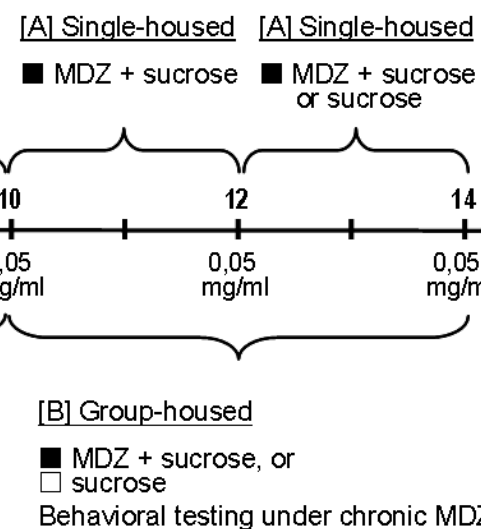 [A] Single-housed [A] Single-housed
■ MDZ + sucrose ■ MDZ + sucrose
or sucrose
10 12 14
,05 0,05 0,05
g/ml mg/ml mg/m
[B] Group-housed
■ MDZ + sucrose, or
□ sucrose
Behavioral testing under chronic MDZ